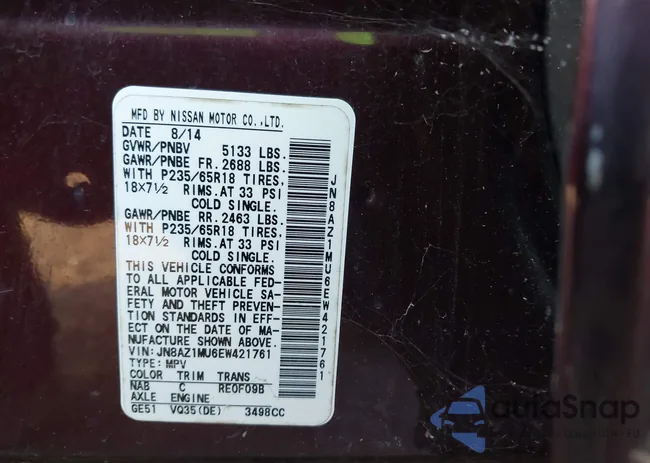 MFD BY NISSAN MOTOR CO.,LTD.
DATE 8/14
GVWR/PNBV 5133 LBS.
GAWR/PNBE FR. 2688 LBS.
WITH P235/65R18 TIRES,
18X7½ RIMS.AT 33 PSI
COLD SINGLE.
GAWR/PNBE RR. 2463 LBS.
WITH P235/65R18 TIRES,
18X7½ RIMS.AT 33 PSI
COLD SINGLE.
THIS VEHICLE CONFORMS
TO ALL APPLICABLE FED-
ERAL MOTOR VEHICLE SA-
FETY AND THEFT PREVEN-
TION STANDARDS IN EFF-
ECT ON THE DATE OF MA-
NUFACTURE SHOWN ABOVE.
VIN: JN8AZ1MU6EW421761
TYPE: MPV
COLOR TRIM TRANS
NAB C RE0F09B
AXLE ENGINE
GE51 VQ35(DE) 3498CC
JN8AZ1MU6EW421761
autoSnap